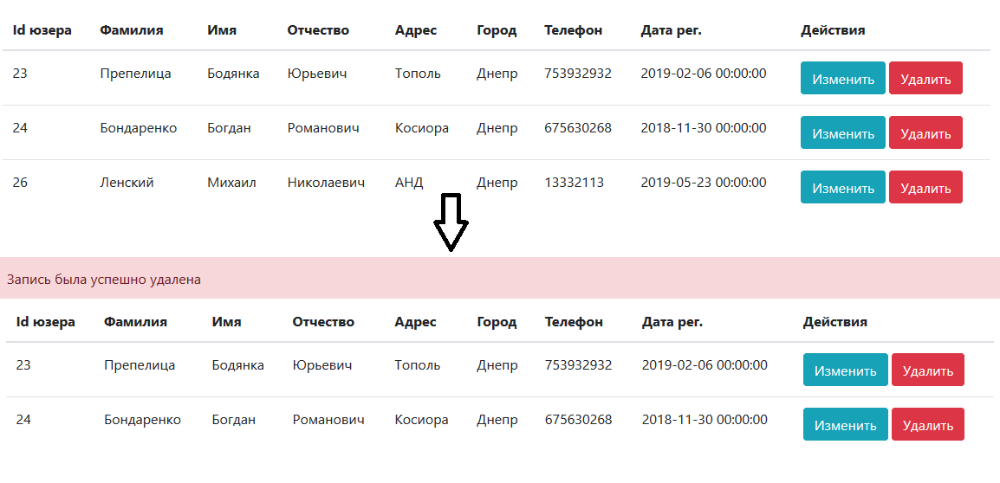 Id юзера Фамилия Имя Отчество Адрес Город Телефон Дата рег. Действия
23 Препелица Бодянка Юрьевич Тополь Днепр 753932932 2019-02-06 00:00:00 Изменить Удалить
24 Бондаренко Богдан Романович Косиора Днепр 675630268 2018-11-30 00:00:00 Изменить Удалить
26 Ленский Михаил Николаевич АНД Днепр 13332113 2019-05-23 00:00:00 Изменить Удалить
Запись была успешно удалена
Id юзера Фамилия Имя Отчество Адрес Город Телефон Дата рег. Действия
23 Препелица Бодянка Юрьевич Тополь Днепр 753932932 2019-02-06 00:00:00 Изменить Удалить
24 Бондаренко Богдан Романович Косиора Днепр 675630268 2018-11-30 00:00:00 Изменить Удалить